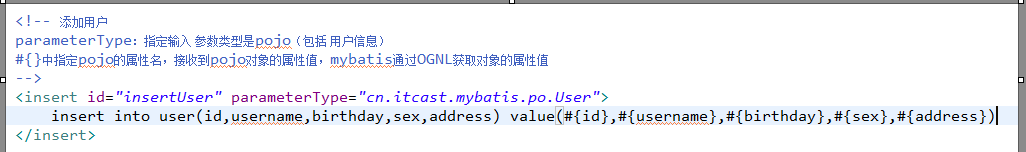 <!-- 添加用户
parameterType：指定输入 参数类型是pojo（包括 用户信息）
#{}中指定pojo的属性名，接收到pojo对象的属性值，mybatis通过OGNL获取对象的属性值
-->
<insert id="insertUser" parameterType="cn.itcast.mybatis.po.User">
insert into user(id,username,birthday,sex,address) value(#{id},#{username},#{birthday},#{sex},#{address})
</insert>